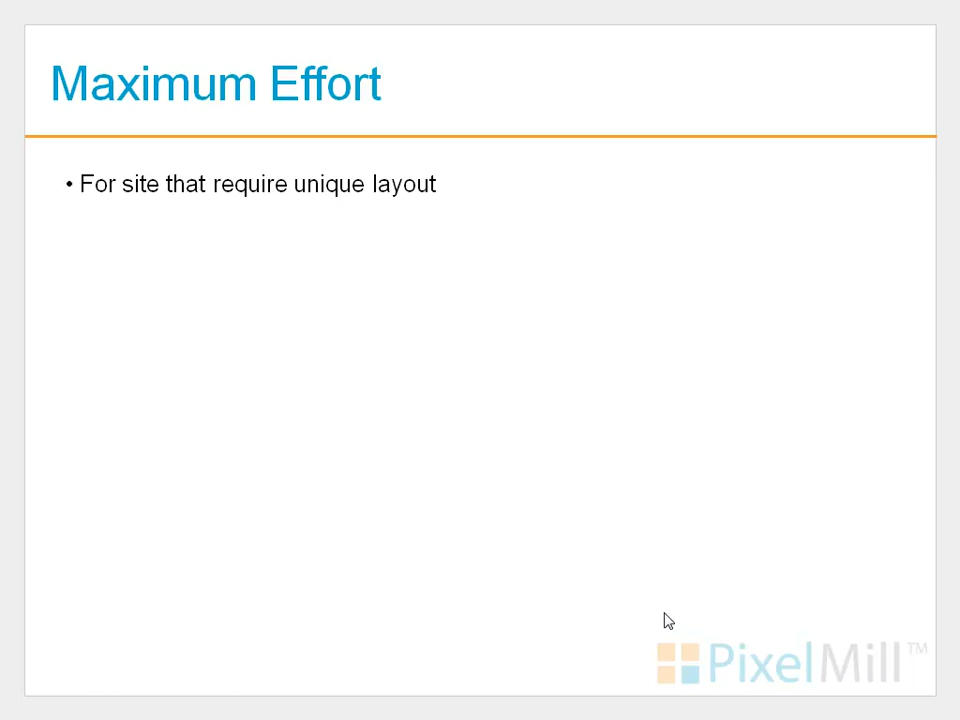 Maximum Effort
• For site that require unique layout
PixelMill™